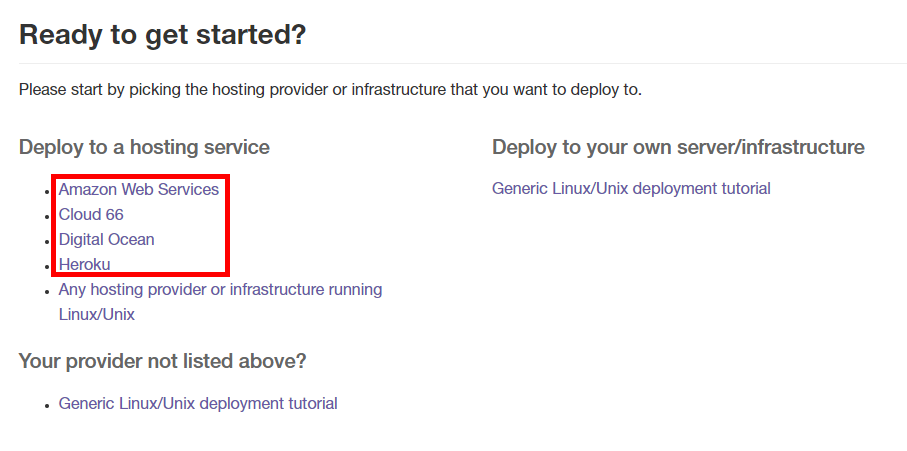 Ready to get started?
Please start by picking the hosting provider or infrastructure that you want to deploy to.
Deploy to a hosting service
Amazon Web Services
Cloud 66
Digital Ocean
Heroku
Any hosting provider or infrastructure running
Linux/Unix
Deploy to your own server/infrastructure
Generic Linux/Unix deployment tutorial
Your provider not listed above?
Generic Linux/Unix deployment tutorial